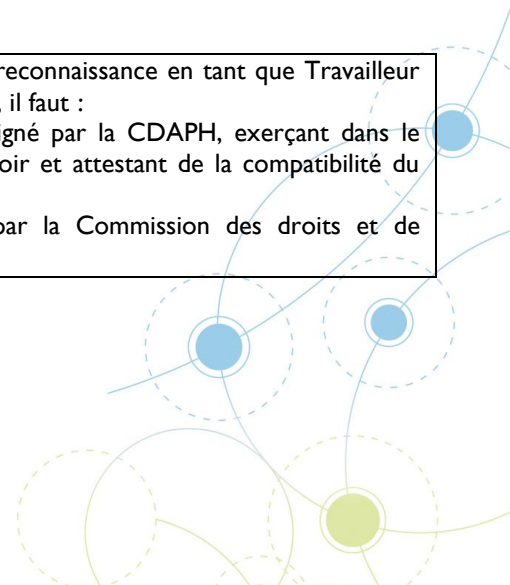 reconnaissance en tant que Travailleur
, il faut :
igné par la CDAPH, exerçant dans le
oir et attestant de la compatibilité du
par la Commission des droits et de